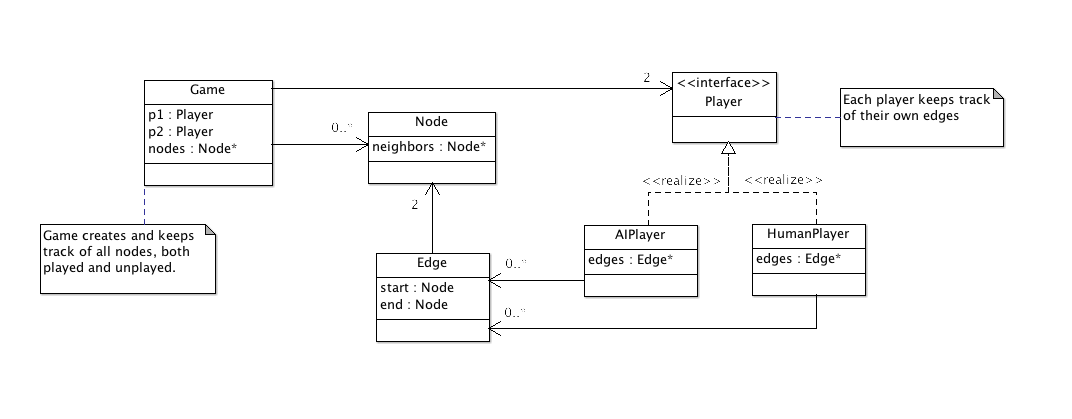 Game
p1 : Player
p2 : Player
nodes : Node*
2
<<interface>>
Player
Each player keeps track
of their own edges
0..*
Node
neighbors : Node*
<<realize>>
<<realize>>
2
Game creates and keeps
track of all nodes, both
played and unplayed.
AIPlayer
edges : Edge*
HumanPlayer
edges : Edge*
Edge
start : Node
end : Node
0..*
0..*